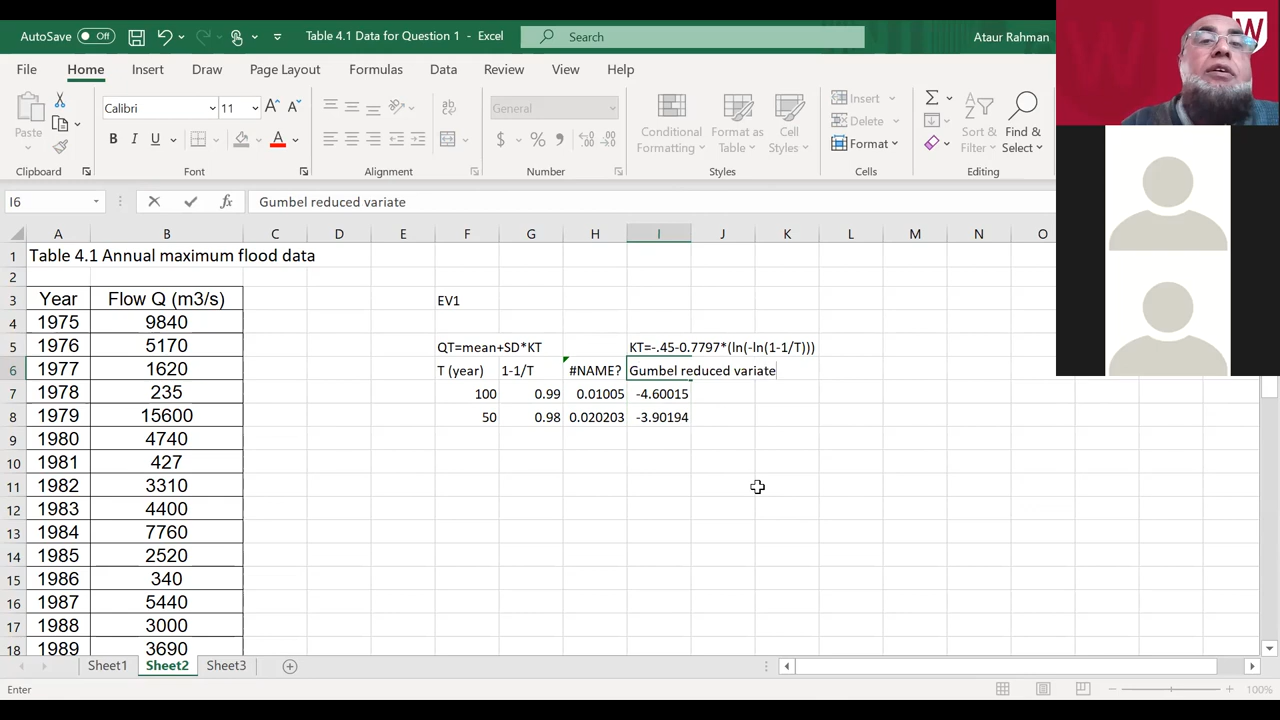 AutoSave Off Table 4.1 Data for Question 1 - Excel Search Ataur Rahman
W
File Home Insert Draw Page Layout Formulas Data Review View Help
Paste Calibri 11 B I U General $ % Conditional Formatting Format as Table Cell Styles Insert Delete Format Sort & Filter Find & Select
Clipboard Font Alignment Number Styles Cells Editing
I6 fx Gumbel reduced variate
A B C D E F G H I J K L M N O
1 Table 4.1 Annual maximum flood data
2
3 Year Flow Q (m3/s) EV1
4 1975 9840
5 1976 5170 QT=mean+SD*KT KT=-.45-0.7797*(ln(-ln(1-1/T)))
6 1977 1620 T (year) 1-1/T #NAME? Gumbel reduced variate
7 1978 235 100 0.99 0.01005 -4.60015
8 1979 15600 50 0.98 0.020203 -3.90194
9 1980 4740
10 1981 427
11 1982 3310
12 1983 4400
13 1984 7760
14 1985 2520
15 1986 340
16 1987 5440
17 1988 3000
18 1989 3690
Sheet1 Sheet2 Sheet3
Enter 100%